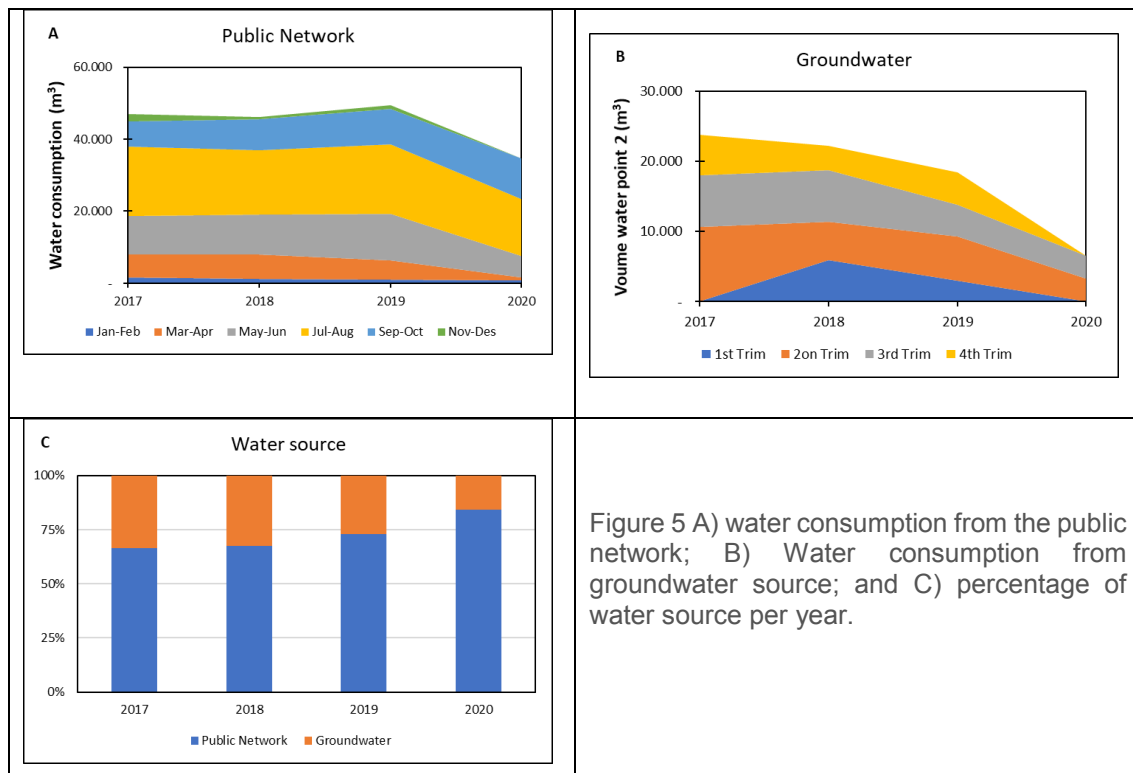 A
Public Network
Water consumption (m³)
60.000
40.000
20.000
-
2017 2018 2019 2020
Jan-Feb Mar-Apr May-Jun Jul-Aug Sep-Oct Nov-Des
B
Groundwater
Voume water point 2 (m³)
30.000
20.000
10.000
-
2017 2018 2019 2020
1st Trim 2on Trim 3rd Trim 4th Trim
C
Water source
100%
75%
50%
25%
0%
2017 2018 2019 2020
Public Network Groundwater
Figure 5 A) water consumption from the public
network; B) Water consumption from
groundwater source; and C) percentage of
water source per year.